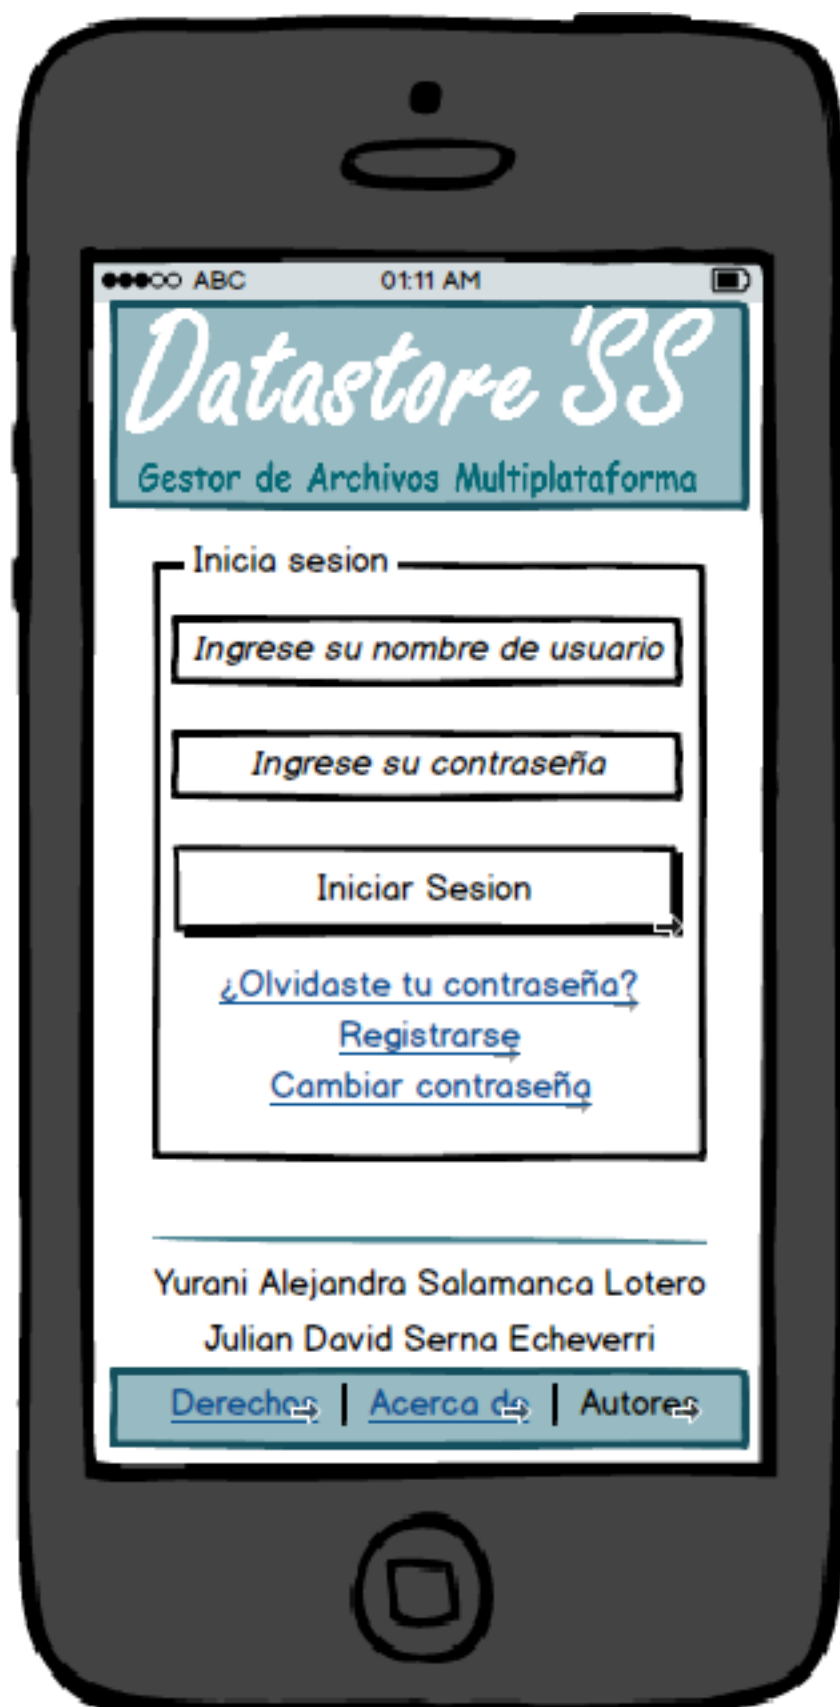 ABC 01:11 AM
Datastore 'SS
Gestor de Archivos Multiplataforma
Inicia sesion
Ingrese su nombre de usuario
Ingrese su contraseña
Iniciar Sesion
¿Olvidaste tu contraseña?
Registrarse
Cambiar contraseña
Yurani Alejandra Salamanca Lotero
Julian David Serna Echeverri
Derechos | Acerca de | Autores